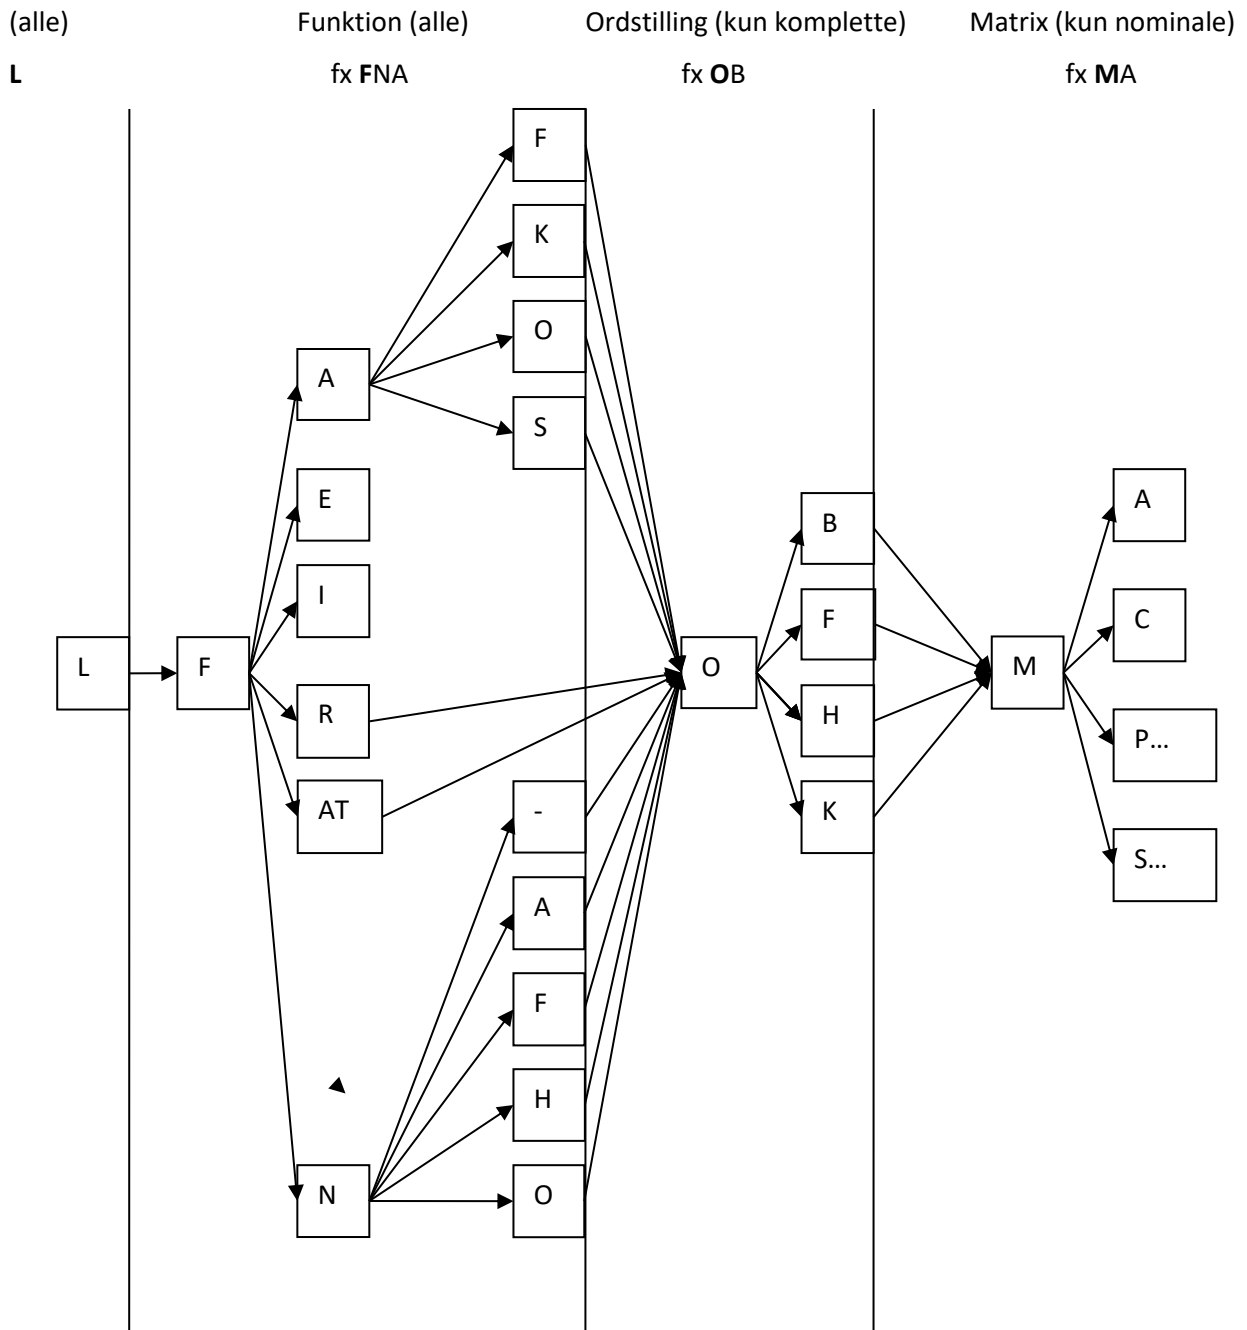 (alle) Funktion (alle) Ordstilling (kun komplette) Matrix (kun nominale)
L fx FNA fx OB fx MA
F
K
O
A
S
E
A
B
I
F
C
L
F
O
M
R
H
P...
AT
-
K
S...
A
F
H
N
O